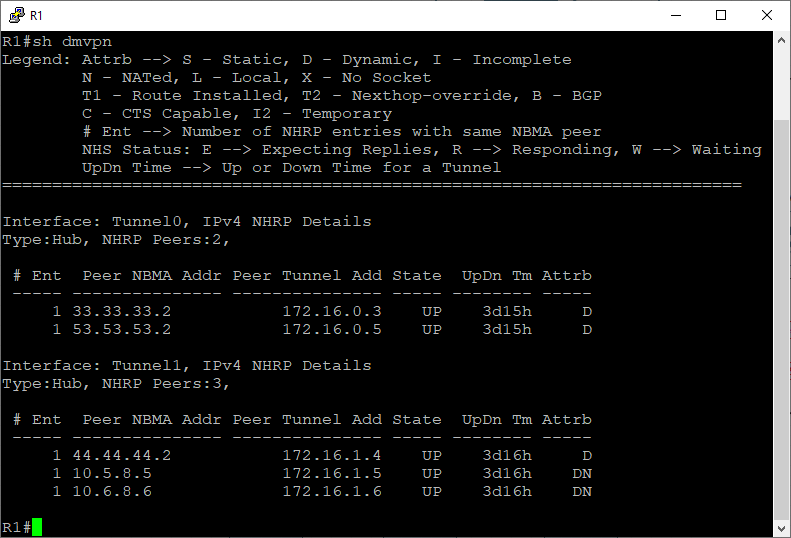 R1
R1#sh dmvpn
Legend: Attrb --> S - Static, D - Dynamic, I - Incomplete
        N - NATed, L - Local, X - No Socket
        T1 - Route Installed, T2 - Nexthop-override, B - BGP
        C - CTS Capable, I2 - Temporary
        # Ent --> Number of NHRP entries with same NBMA peer
        NHS Status: E --> Expecting Replies, R --> Responding, W --> Waiting
        UpDn Time --> Up or Down Time for a Tunnel
==========================================================================
Interface: Tunnel0, IPv4 NHRP Details
Type:Hub, NHRP Peers:2,
 # Ent  Peer NBMA Addr Peer Tunnel Add State  UpDn Tm Attrb
 ----- --------------- --------------- ----- -------- -----
     1 33.33.33.2           172.16.0.3    UP    3d15h     D
     1 53.53.53.2           172.16.0.5    UP    3d15h     D
Interface: Tunnel1, IPv4 NHRP Details
Type:Hub, NHRP Peers:3,
 # Ent  Peer NBMA Addr Peer Tunnel Add State  UpDn Tm Attrb
 ----- --------------- --------------- ----- -------- -----
     1 44.44.44.2           172.16.1.4    UP    3d16h     D
     1 10.5.8.5             172.16.1.5    UP    3d16h    DN
     1 10.6.8.6             172.16.1.6    UP    3d16h    DN
R1#